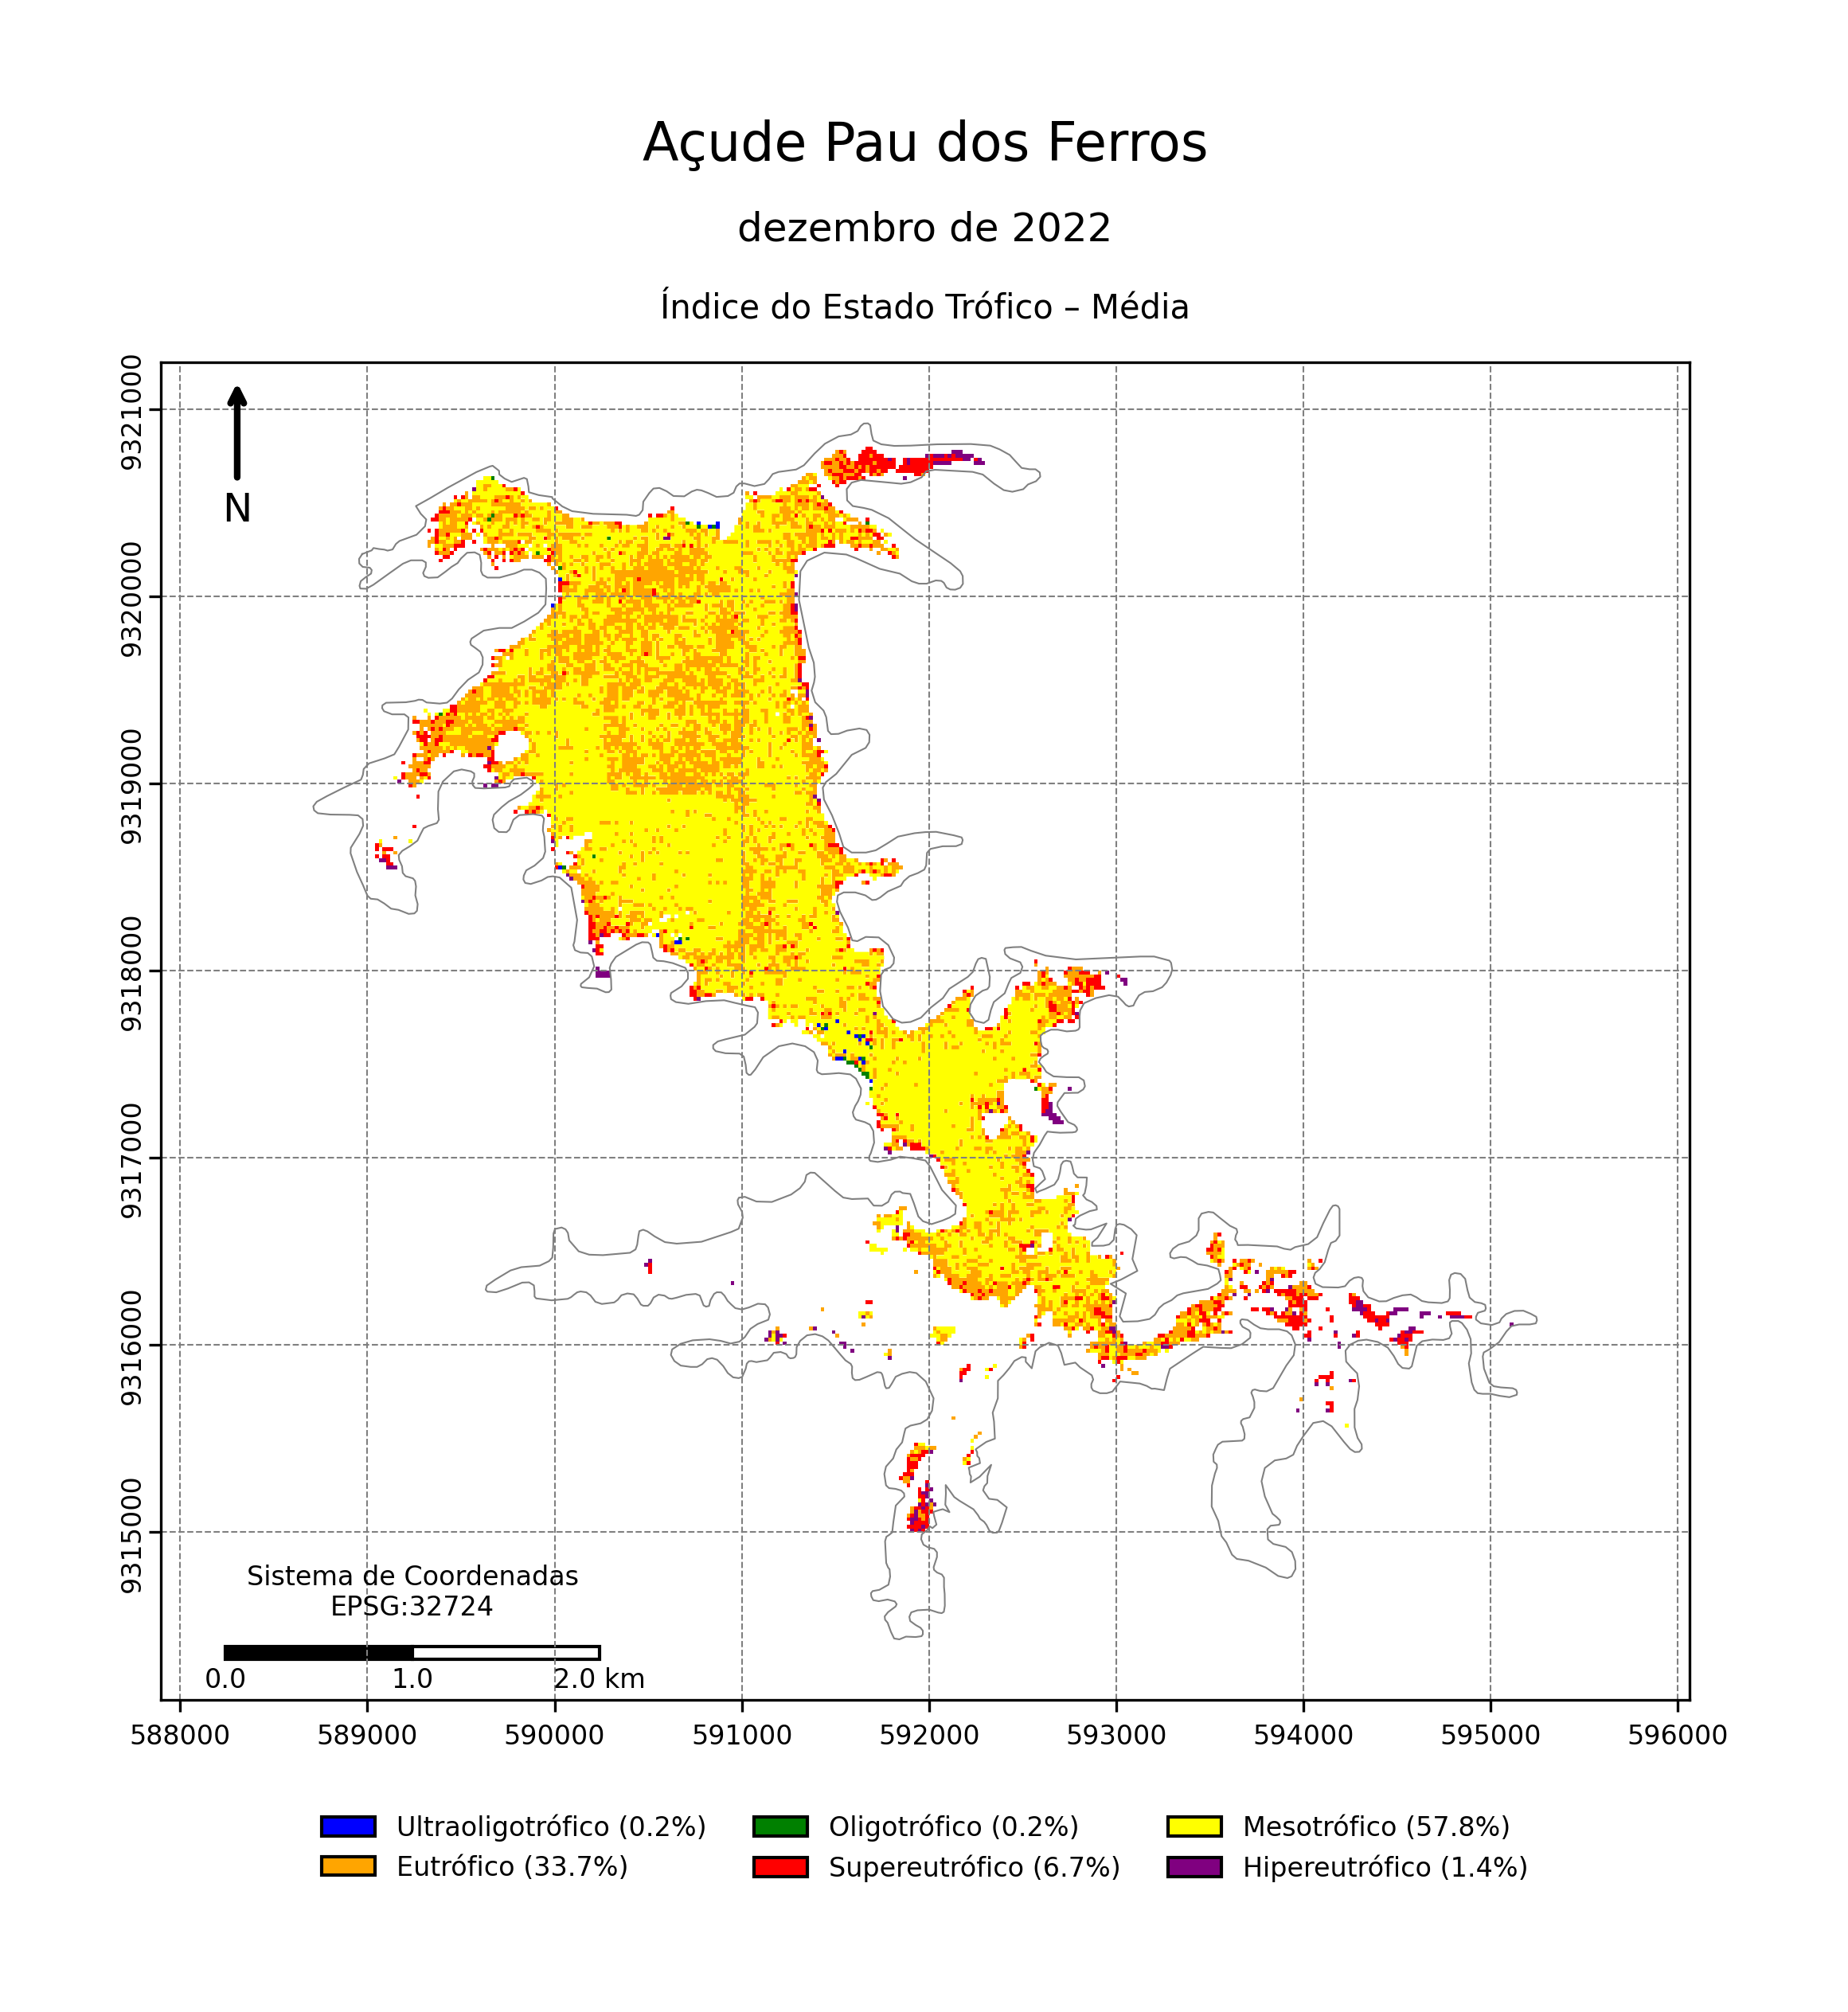 Açude Pau dos Ferros
dezembro de 2022
Índice do Estado Trófico – Média
9321000
9320000
9319000
9318000
9317000
9316000
9315000
N
Sistema de Coordenadas
EPSG:32724
0.0 1.0 2.0 km
588000 589000 590000 591000 592000 593000 594000 595000 596000
Ultraoligotrófico (0.2%) Oligotrófico (0.2%) Mesotrófico (57.8%)
Eutrófico (33.7%) Supereutrófico (6.7%) Hipereutrófico (1.4%)